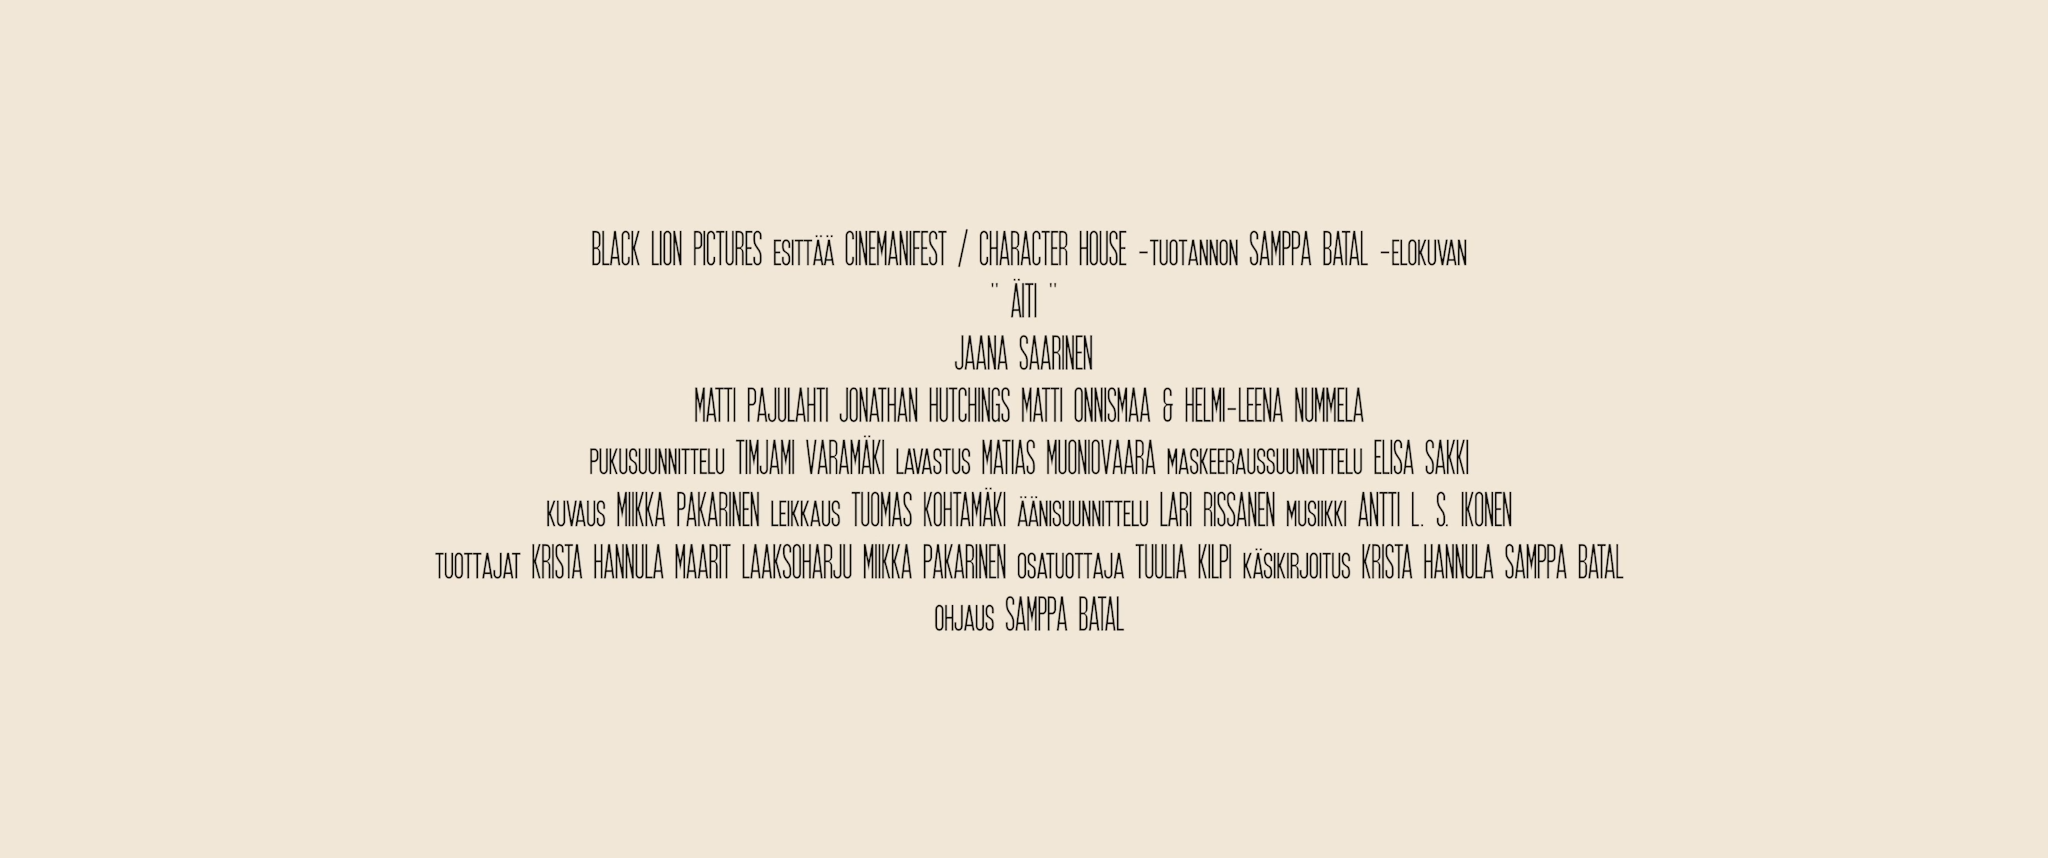 BLACK LION PICTURES ESITTÄÄ CINEMANIFEST / CHARACTER HOUSE -TUOTANNON SAMPPA BATAL -ELOKUVAN
" ÄITI "
JAANA SAARINEN
MATTI PAJULAHTI JONATHAN HUTCHINGS MATTI ONNISMAA & HELMI-LEENA NUMMELA
PUKUSUUNNITTELU TIMJAMI VARAMÄKI LAVASTUS MATIAS MUONIOVAARA MASKEERAUSSUUNNITTELU ELISA SAKKI
KUVAUS MIIKKA PAKARINEN LEIKKAUS TUOMAS KOHTAMÄKI ÄÄNISUUNNITTELU LARI RISSANEN MUSIIKKI ANTTI L. S. IKONEN
TUOTTAJAT KRISTA HANNULA MAARIT LAAKSOHARJU MIIKKA PAKARINEN OSATUOTTAJA TUULIA KILPI KÄSIKIRJOITUS KRISTA HANNULA SAMPPA BATAL
OHJAUS SAMPPA BATAL